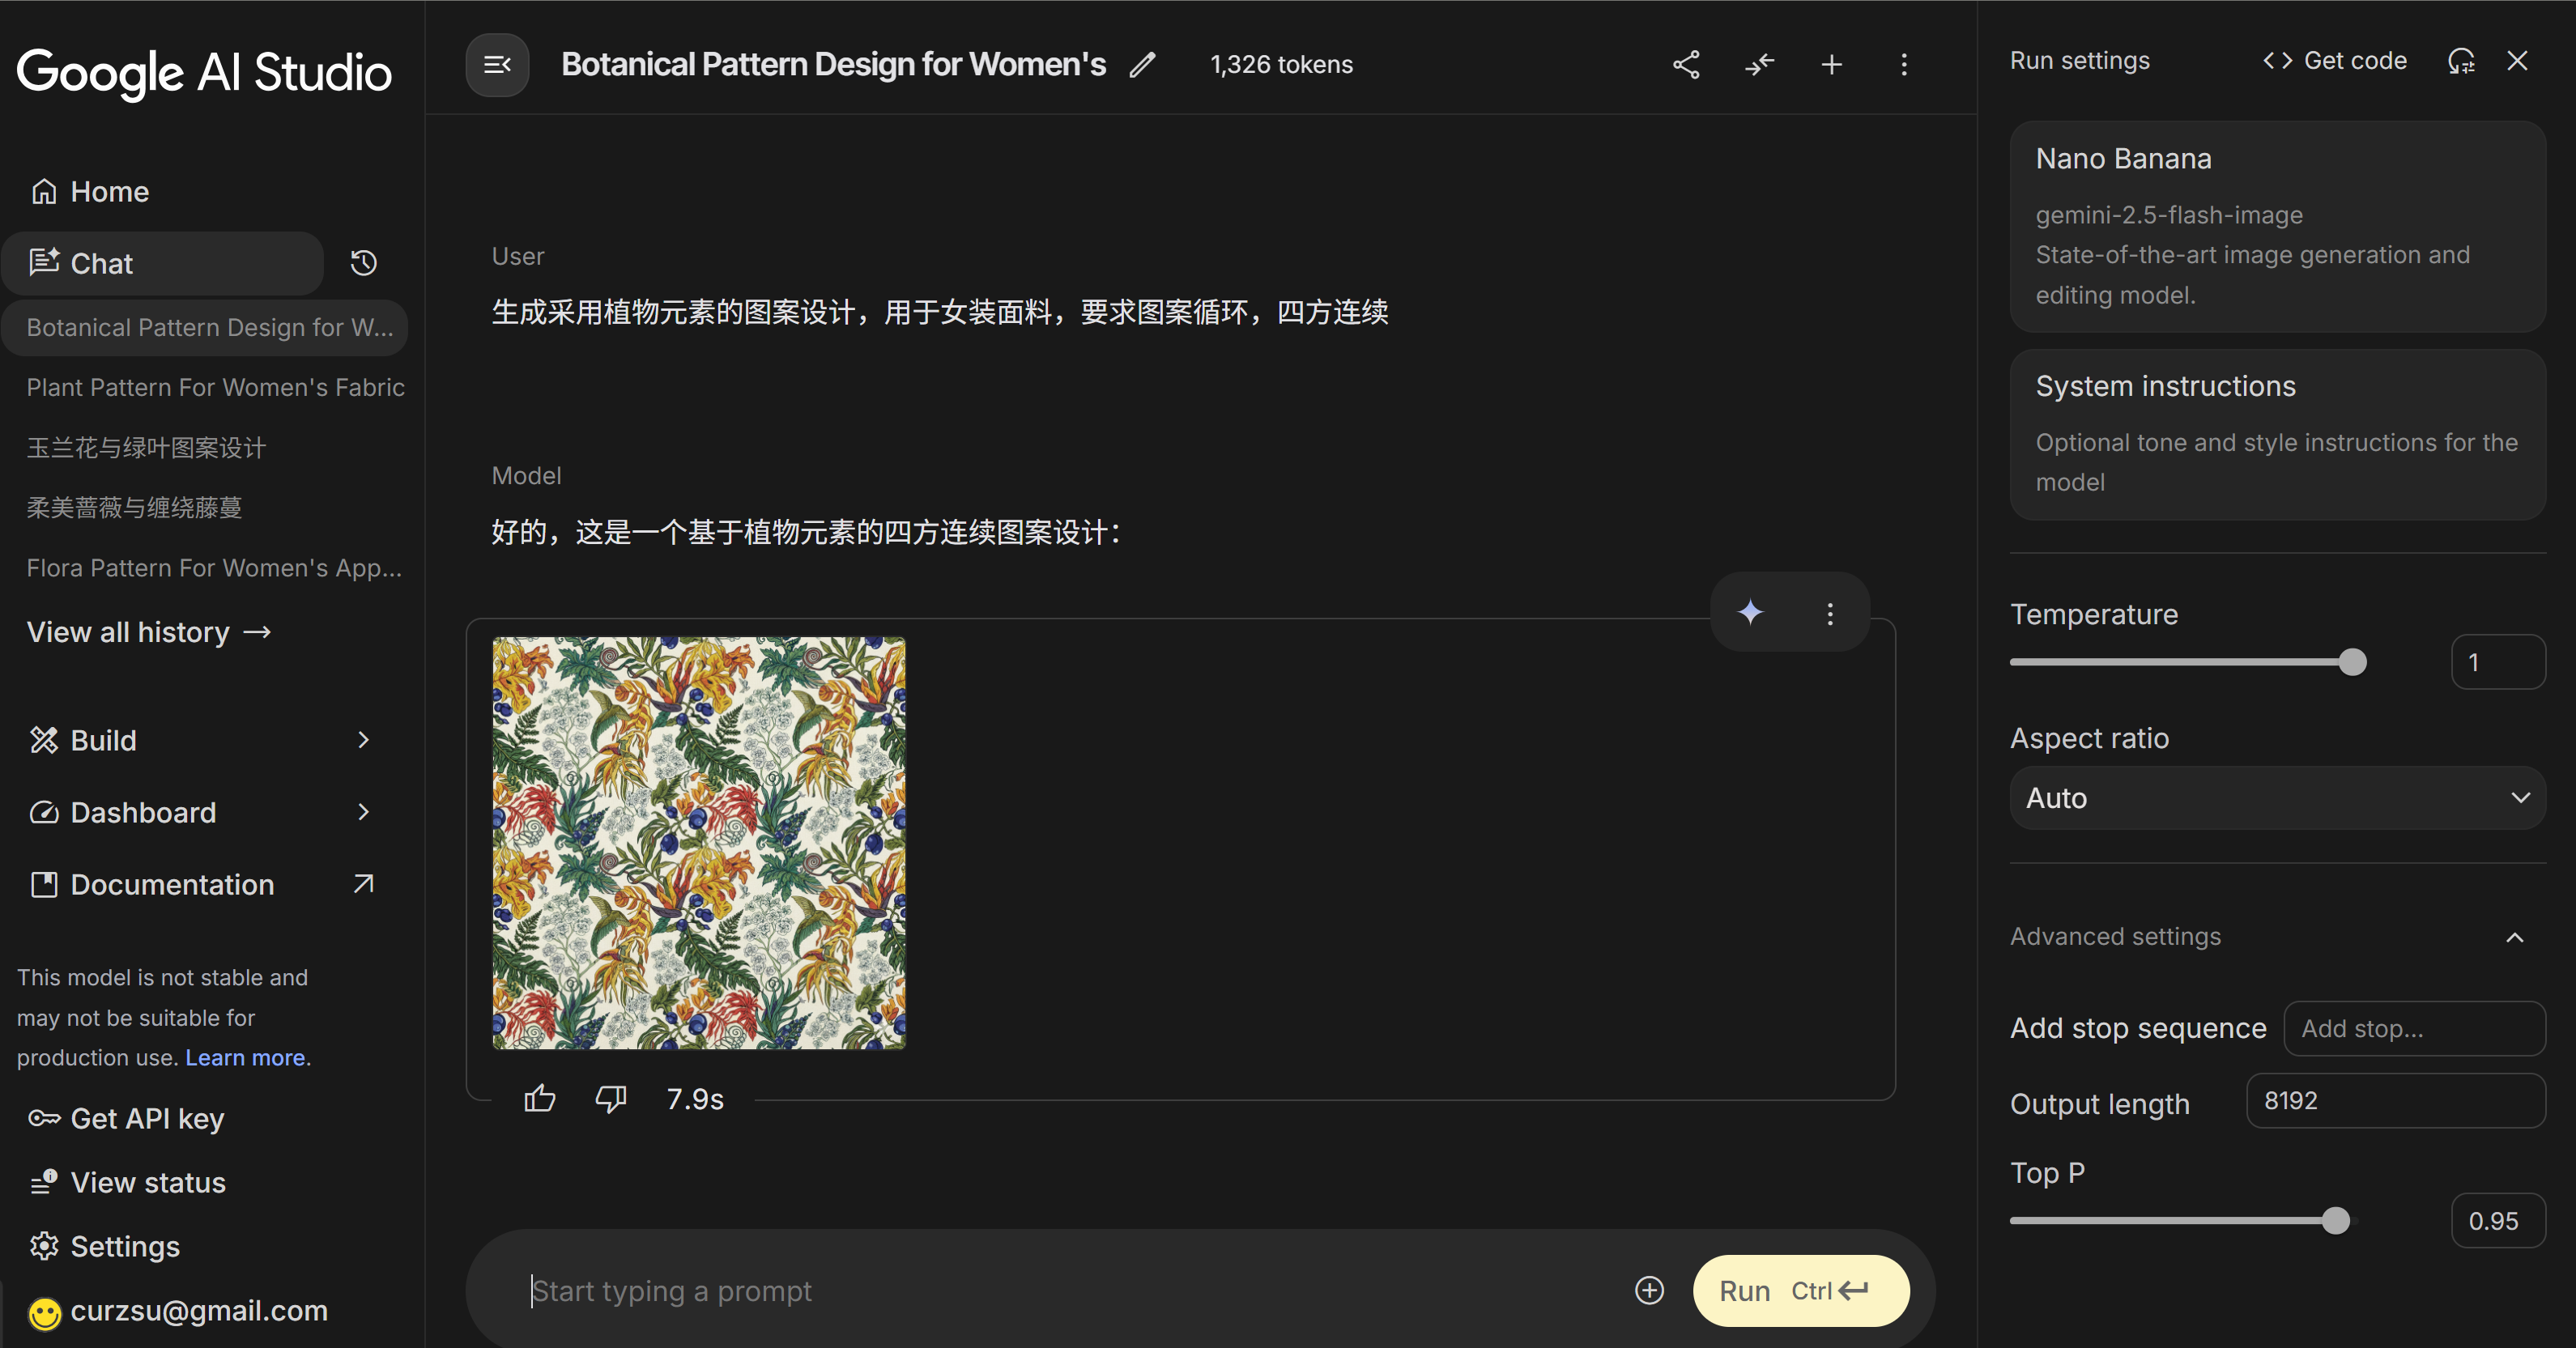 Google AI Studio
Home
Chat
Botanical Pattern Design for W...
Plant Pattern For Women's Fabric
玉兰花与绿叶图案设计
柔美蔷薇与缠绕藤蔓
Flora Pattern For Women's App...
View all history →
Build
Dashboard
Documentation
This model is not stable and
may not be suitable for
production use. Learn more.
Get API key
View status
Settings
curzsu@gmail.com
Botanical Pattern Design for Women's
1,326 tokens
User
生成采用植物元素的图案设计，用于女装面料，要求图案循环，四方连续
Model
好的，这是一个基于植物元素的四方连续图案设计：
7.9s
Start typing a prompt
Run Ctrl
Run settings
<> Get code
Nano Banana
gemini-2.5-flash-image
State-of-the-art image generation and
editing model.
System instructions
Optional tone and style instructions for the
model
Temperature
1
Aspect ratio
Auto
Advanced settings
Add stop sequence Add stop...
Output length 8192
Top P
0.95